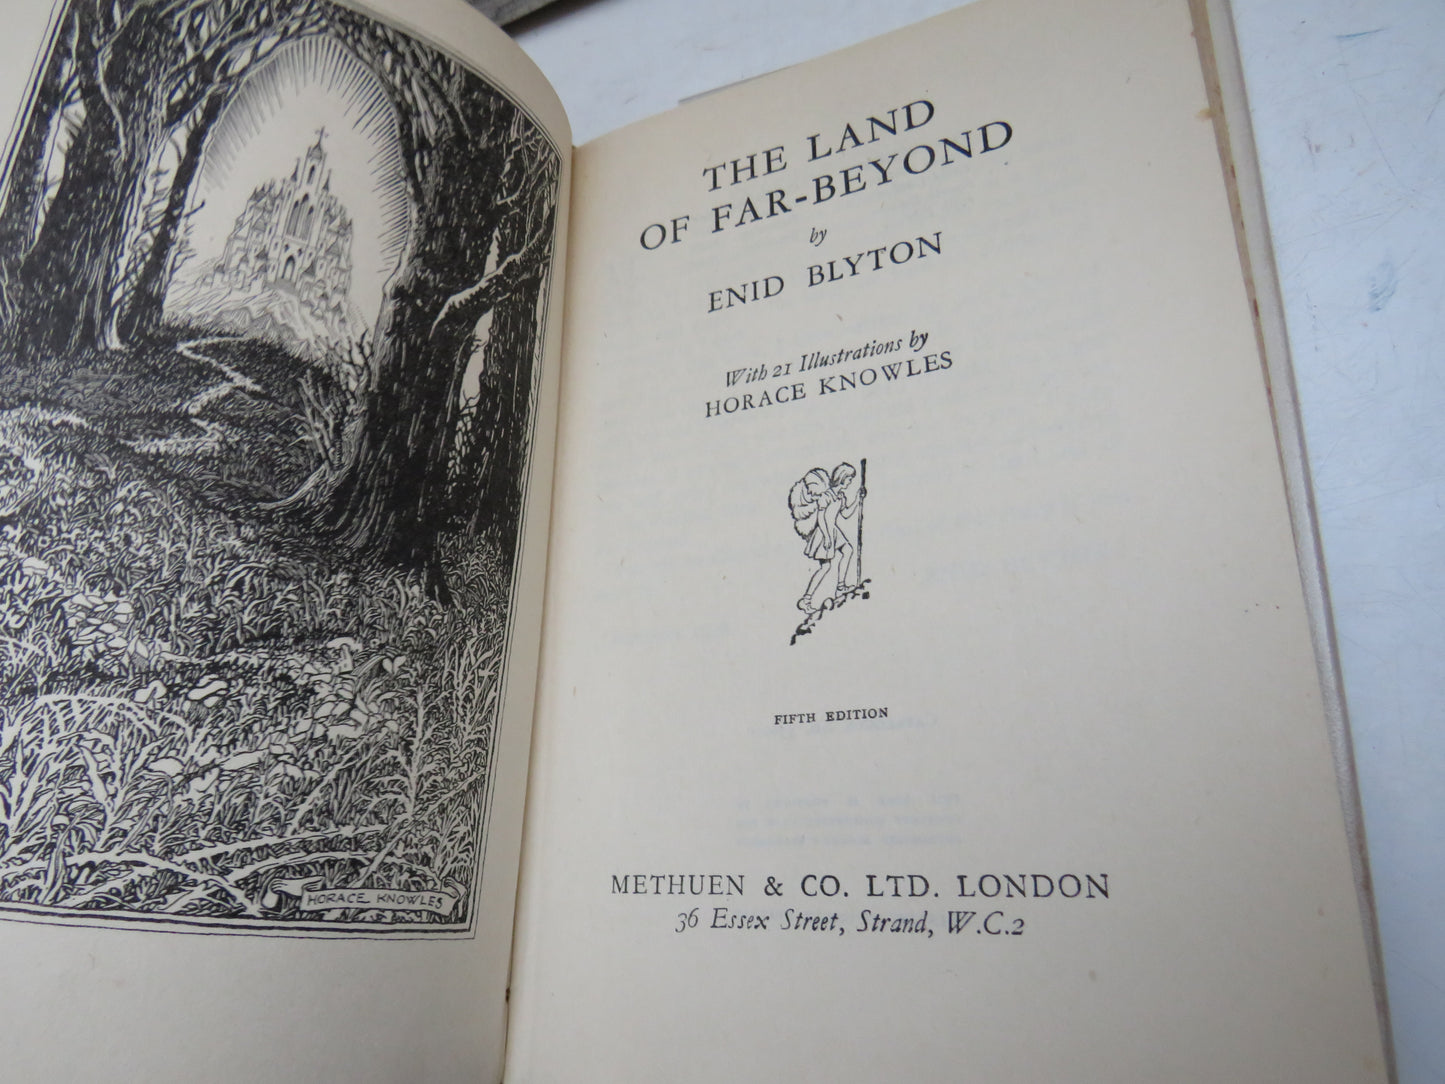 HORACE KNOWLES
THE LAND
OF FAR-BEYOND
by
ENID BLYTON
With 21 Illustrations by
HORACE KNOWLES
FIFTH EDITION
METHUEN & CO. LTD. LONDON
36 Essex Street, Strand, W.C.2